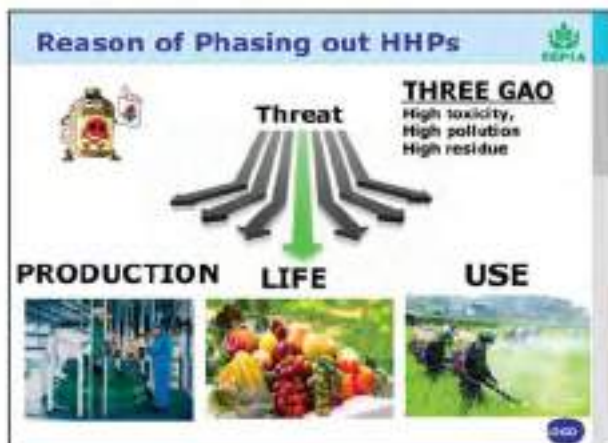 Reason of Phasing out HHPs
THREE GAO
High toxicity,
High pollution
High residue
Threat
PRODUCTION
LIFE
USE